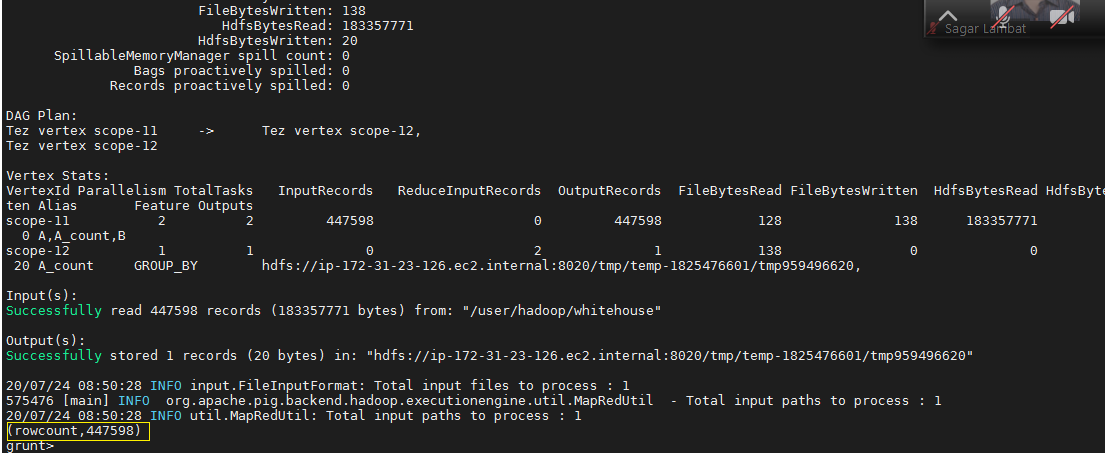 FileBytesWritten: 138
HdfsBytesRead: 183357771
HdfsBytesWritten: 20
SpillableMemoryManager spill count: 0
Bags proactively spilled: 0
Records proactively spilled: 0
Sagar Lambat
DAG Plan:
Tez vertex scope-11 -> Tez vertex scope-12,
Tez vertex scope-12
Vertex Stats:
VertexId Parallelism TotalTasks InputRecords ReduceInputRecords OutputRecords FileBytesRead FileBytesWritten HdfsBytesRead HdfsByte
ten Alias Feature Outputs
scope-11 2 2 447598 0 447598 128 138 183357771
0 A,A_count,B
scope-12 1 1 0 2 1 138 0 0
20 A_count GROUP_BY hdfs://ip-172-31-23-126.ec2.internal:8020/tmp/temp-1825476601/tmp959496620,
Input(s):
Successfully read 447598 records (183357771 bytes) from: "/user/hadoop/whitehouse"
Output(s):
Successfully stored 1 records (20 bytes) in: "hdfs://ip-172-31-23-126.ec2.internal:8020/tmp/temp-1825476601/tmp959496620"
20/07/24 08:50:28 INFO input.FileInputFormat: Total input files to process : 1
575476 [main] INFO org.apache.pig.backend.hadoop.executionengine.util.MapRedUtil - Total input paths to process : 1
20/07/24 08:50:28 INFO util.MapRedUtil: Total input paths to process : 1
(rowcount,447598)
grunt>